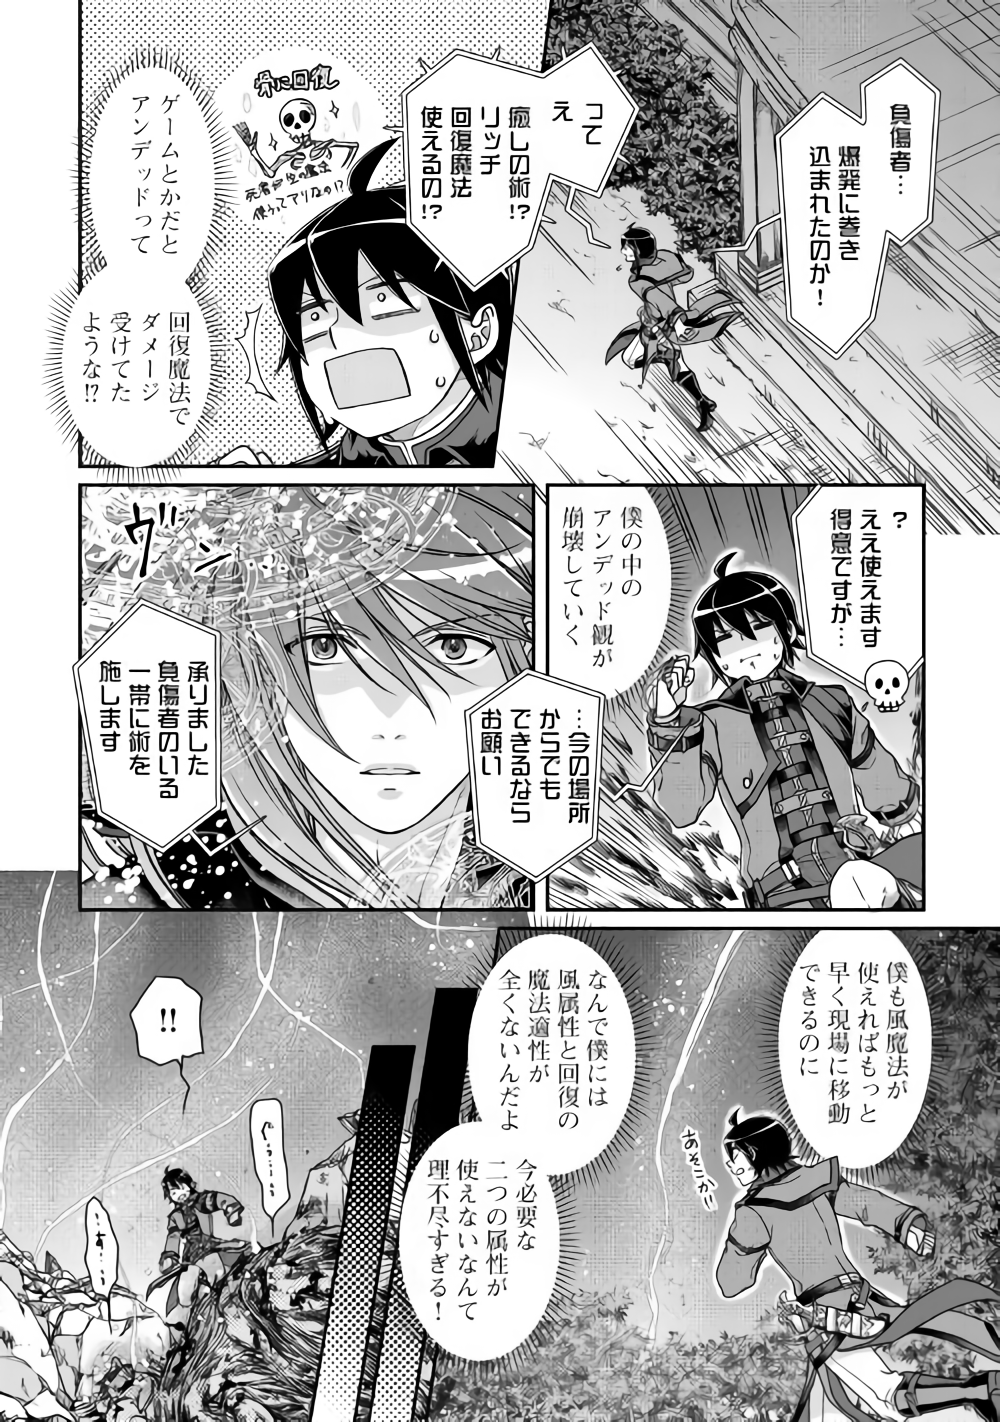 負傷者…
爆発に巻き
込まれたのか！
って
え
癒しの術!?
リッチ
回復魔法
使えるの!?
骨に回復
ゲームとかだと
アンデッドって
回復魔法で
ダメージ
受けてた
ような!?
？
ええ使えます
得意ですが…
僕の中の
アンデッド観が
崩壊していく
…今の場所
からでも
できるなら
お願い
ヴン
承りました
負傷者のいる
一帯に術を
施します
僕も風魔法が
使えればもっと
早く現場に移動
できるのに
あそこか!!
なんで僕には
風属性と回復の
魔法適性が
全くないんだよ
今必要な
二つの属性が
使えないなんて
理不尽すぎる！
!!